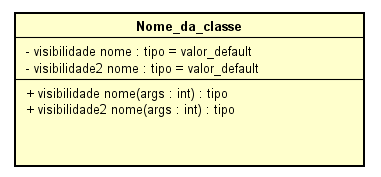 Nome_da_classe
- visibilidade nome : tipo = valor_default
- visibilidade2 nome : tipo = valor_default
+ visibilidade nome(args : int) : tipo
+ visibilidade2 nome(args : int) : tipo